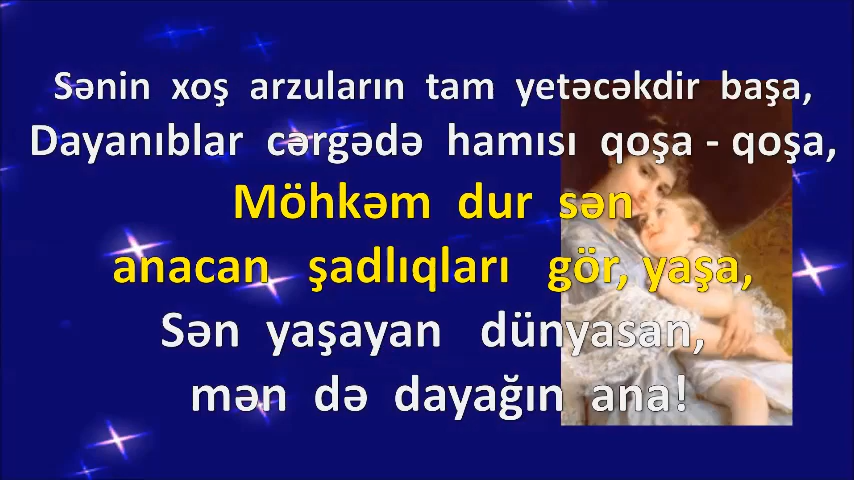 Sənin xoş arzuların tam yetəcəkdir başa,
Dayanıblar cərgədə hamısı qoşa - qoşa,
Möhkəm dur sən
anacan şadlıqları gör, yaşa,
Sən yaşayan dünyasan,
mən də dayağın ana!